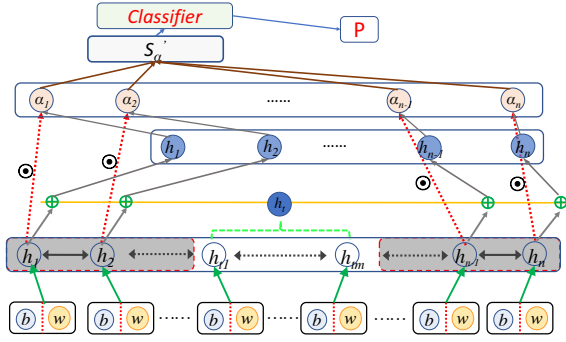 Classifier
P
Sα'
α1 α2 ...... αn-1 αn
h1 h2 ...... hn-1 hn
ht
h1 h2 ht1 htm hn-1 hn
b w ...... b w ...... b w ...... b w ...... b w b w